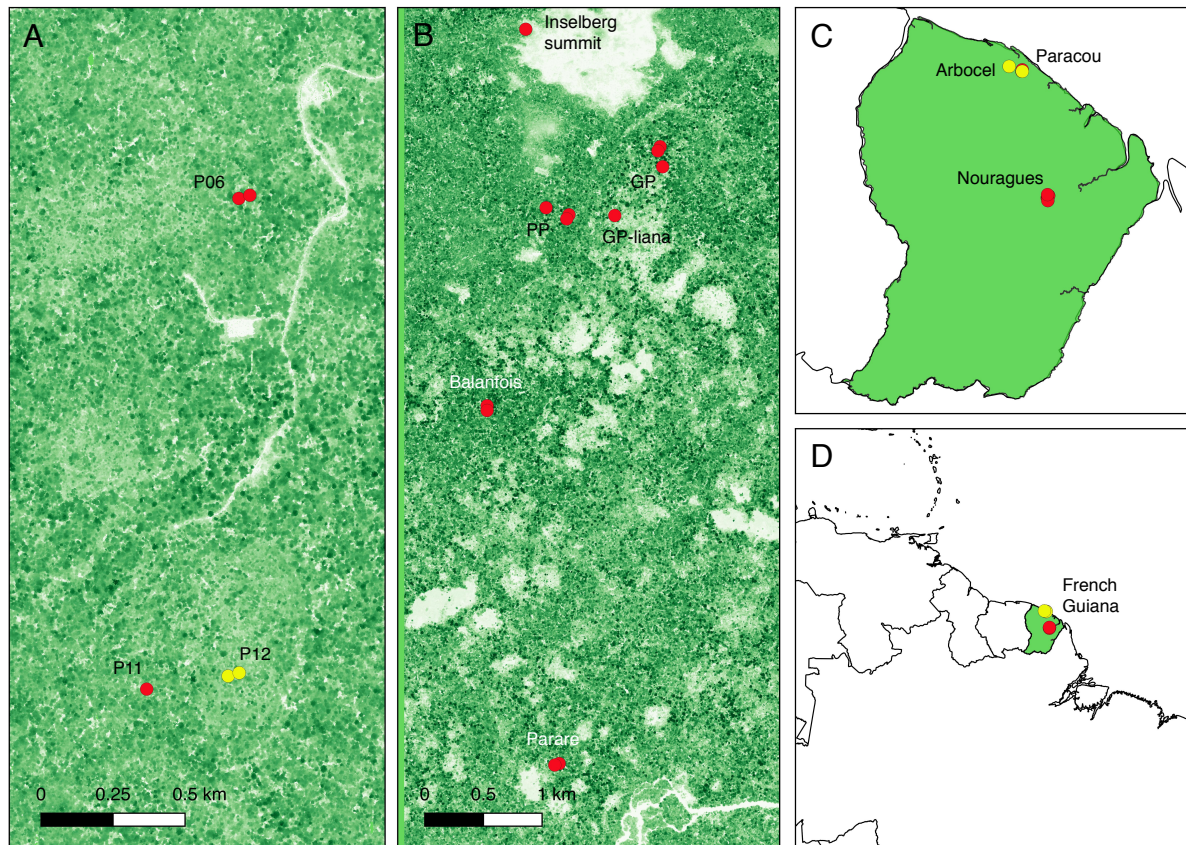 A
P06
P11
P12
0
0.25
0.5 km
B
Inselberg
summit
GP
PP
GP-liana
Balanfois
Parare
0
0.5
1 km
C
Arbocel
Paracou
Nouragues
D
French
Guiana